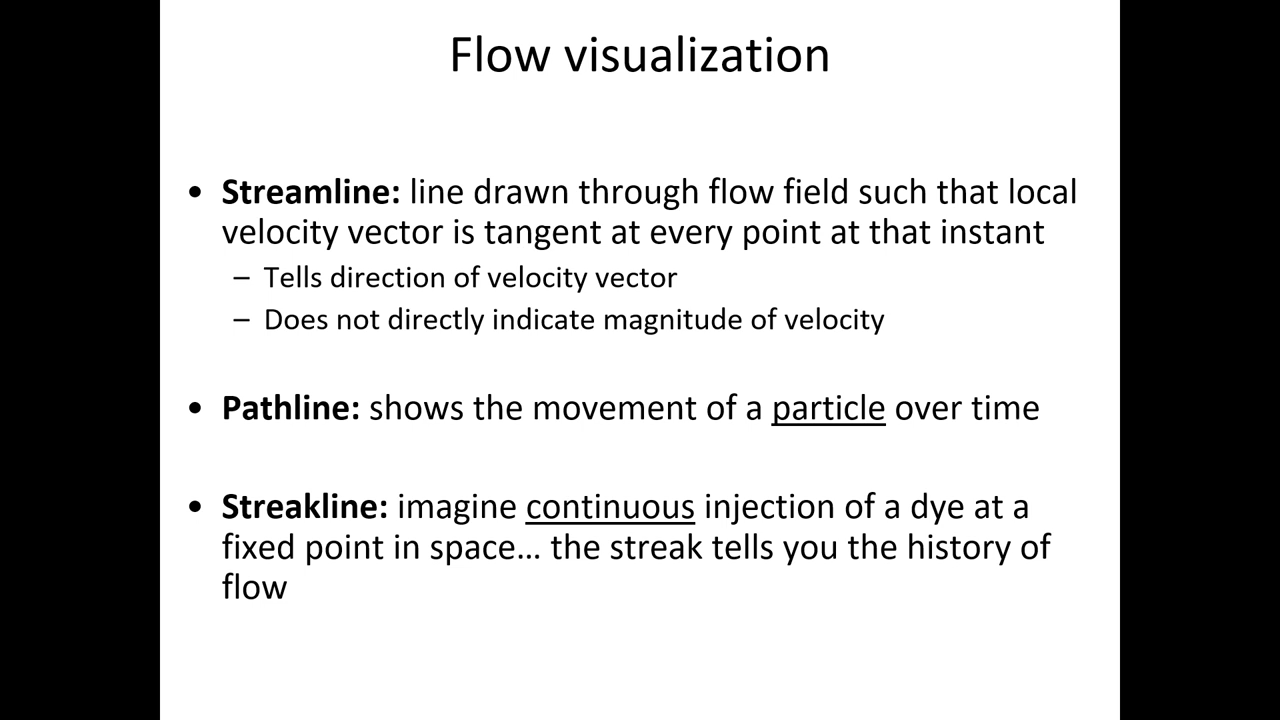 Flow visualization
• Streamline: line drawn through flow field such that local
velocity vector is tangent at every point at that instant
– Tells direction of velocity vector
– Does not directly indicate magnitude of velocity
• Pathline: shows the movement of a particle over time
• Streakline: imagine continuous injection of a dye at a
fixed point in space… the streak tells you the history of
flow